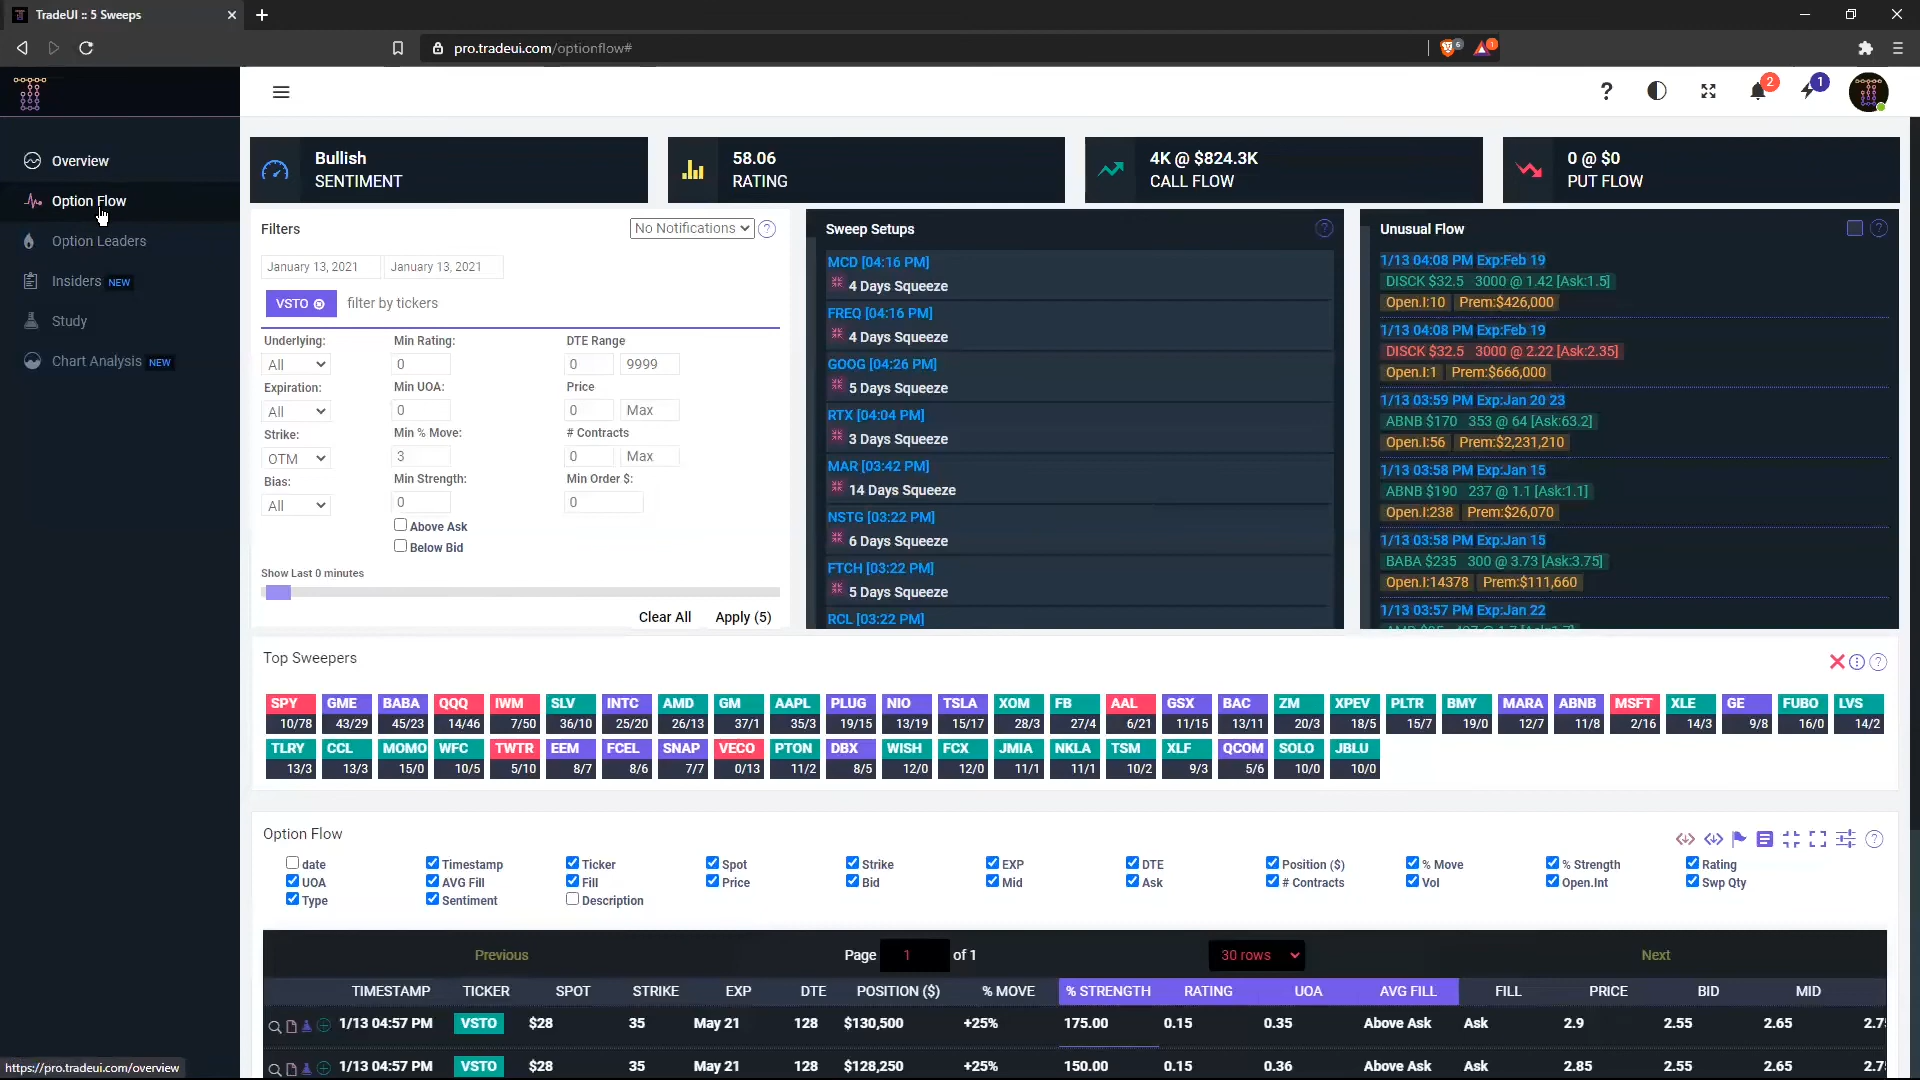 TradeUI :: 5 Sweeps
pro.tradeui.com/optionflow#
6
1
2
1
Overview
Option Flow
Option Leaders
Insiders NEW
Study
Chart Analysis NEW
Bullish
SENTIMENT
58.06
RATING
4K @ $824.3K
CALL FLOW
0 @ $0
PUT FLOW
Filters
No Notifications
January 13, 2021 January 13, 2021
VSTO filter by tickers
Underlying: Min Rating: DTE Range
All 0 0 9999
Expiration: Min UOA: Price
All 0 0 Max
Strike: Min % Move: # Contracts
OTM 3 0 Max
Bias: Min Strength: Min Order $:
All 0 0
Above Ask
Below Bid
Show Last 0 minutes
Clear All Apply (5)
Sweep Setups
MCD [04:16 PM]
4 Days Squeeze
FREQ [04:16 PM]
4 Days Squeeze
GOOG [04:26 PM]
5 Days Squeeze
RTX [04:04 PM]
3 Days Squeeze
MAR [03:42 PM]
14 Days Squeeze
NSTG [03:22 PM]
6 Days Squeeze
FTCH [03:22 PM]
5 Days Squeeze
RCL [03:22 PM]
Unusual Flow
1/13 04:08 PM Exp:Feb 19
DISCK $32.5 3000 @ 1.42 [Ask:1.5]
Open.I:10 Prem:$426,000
1/13 04:08 PM Exp:Feb 19
DISCK $32.5 3000 @ 2.22 [Ask:2.35]
Open.I:1 Prem:$666,000
1/13 03:59 PM Exp:Jan 20 23
ABNB $170 353 @ 64 [Ask:63.2]
Open.I:56 Prem:$2,231,210
1/13 03:58 PM Exp:Jan 15
ABNB $190 237 @ 1.1 [Ask:1.1]
Open.I:238 Prem:$26,070
1/13 03:58 PM Exp:Jan 15
BABA $235 300 @ 3.73 [Ask:3.75]
Open.I:14378 Prem:$111,660
1/13 03:57 PM Exp:Jan 22
Top Sweepers
SPY GME BABA QQQ IWM SLV INTC AMD GM AAPL PLUG NIO TSLA XOM FB AAL GSX BAC ZM XPEV PLTR BMY MARA ABNB MSFT XLE GE FUBO LVS
10/78 43/29 45/23 14/46 7/50 36/10 25/20 26/13 37/1 35/3 19/15 13/19 15/17 28/3 27/4 6/21 11/15 13/11 20/3 18/5 15/7 19/0 12/7 11/8 2/16 14/3 9/8 16/0 14/2
TLRY CCL MOMO WFC TWTR EEM FCEL SNAP VECO PTON DBX WISH FCX JMIA NKLA TSM XLF QCOM SOLO JBLU
13/3 13/3 15/0 10/5 5/10 8/7 8/6 7/7 0/13 11/2 8/5 12/0 12/0 11/1 11/1 10/2 9/3 5/6 10/0 10/0
Option Flow
date Timestamp Ticker Spot Strike EXP DTE Position ($) % Move % Strength Rating
UOA AVG Fill Fill Price Bid Mid Ask # Contracts Vol Open.Int Swp Qty
Type Sentiment Description
Previous Page 1 of 1 30 rows Next
TIMESTAMP TICKER SPOT STRIKE EXP DTE POSITION ($) % MOVE % STRENGTH RATING UOA AVG FILL FILL PRICE BID MID
1/13 04:57 PM VSTO $28 35 May 21 128 $130,500 +25% 175.00 0.15 0.35 Above Ask Ask 2.9 2.55 2.65
1/13 04:57 PM VSTO $28 35 May 21 128 $128,250 +25% 150.00 0.15 0.36 Above Ask Ask 2.85 2.55 2.65
https://pro.tradeui.com/overview